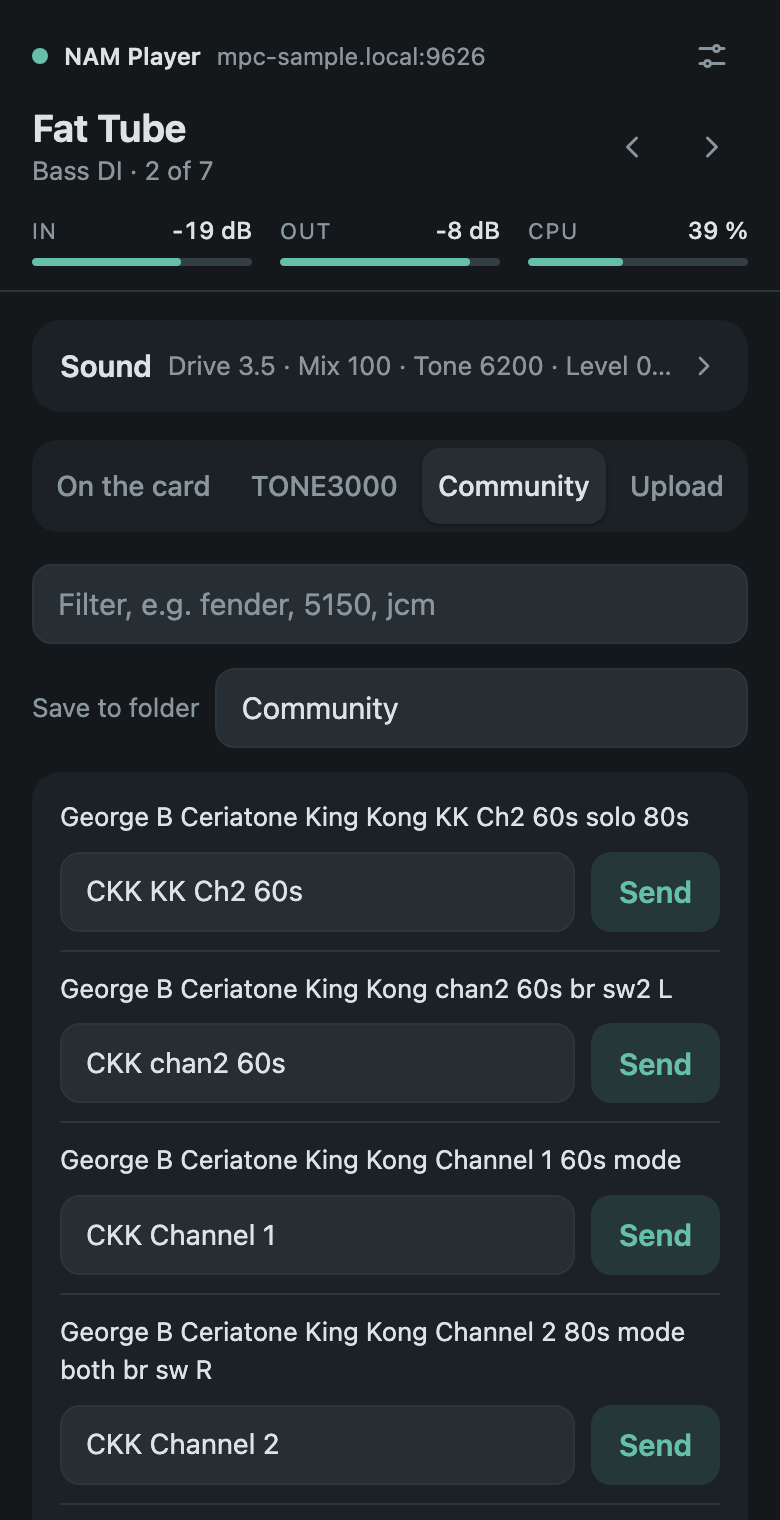 NAM Player mpc-sample.local:9626
Fat Tube
Bass DI · 2 of 7
IN -19 dB OUT -8 dB CPU 39 %
Sound Drive 3.5 · Mix 100 · Tone 6200 · Level 0...
On the card TONE3000 Community Upload
Filter, e.g. fender, 5150, jcm
Save to folder Community
George B Ceriatone King Kong KK Ch2 60s solo 80s
CKK KK Ch2 60s Send
George B Ceriatone King Kong chan2 60s br sw2 L
CKK chan2 60s Send
George B Ceriatone King Kong Channel 1 60s mode
CKK Channel 1 Send
George B Ceriatone King Kong Channel 2 80s mode
both br sw R
CKK Channel 2 Send